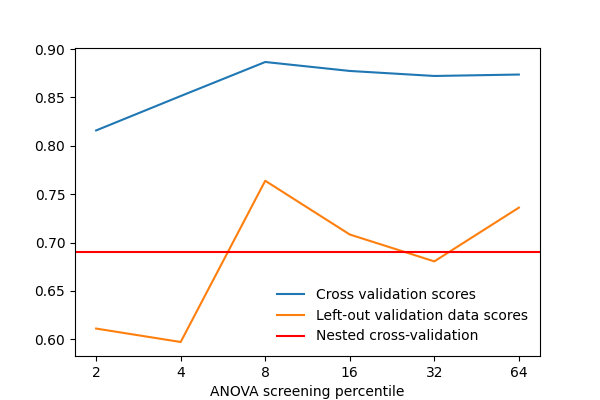 0.90
0.85
0.80
0.75
0.70
0.65
0.60
Cross validation scores
Left-out validation data scores
Nested cross-validation
2 4 8 16 32 64
ANOVA screening percentile